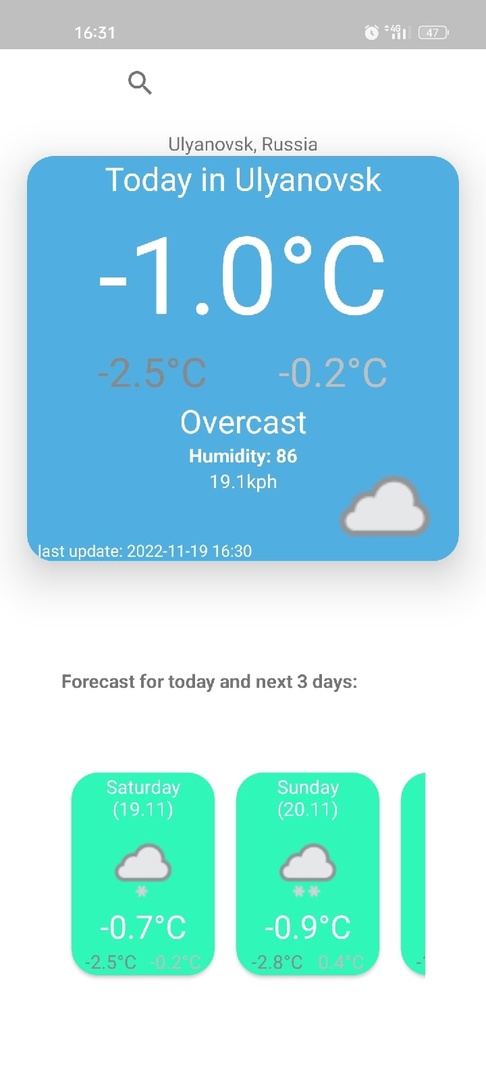 16:31
4G
47
Ulyanovsk, Russia
Today in Ulyanovsk
-1.0°C
-2.5°C -0.2°C
Overcast
Humidity: 86
19.1kph
last update: 2022-11-19 16:30
Forecast for today and next 3 days:
Saturday
(19.11)
-0.7°C
-2.5°C -0.2°C
Sunday
(20.11)
-0.9°C
-2.8°C 0.4°C